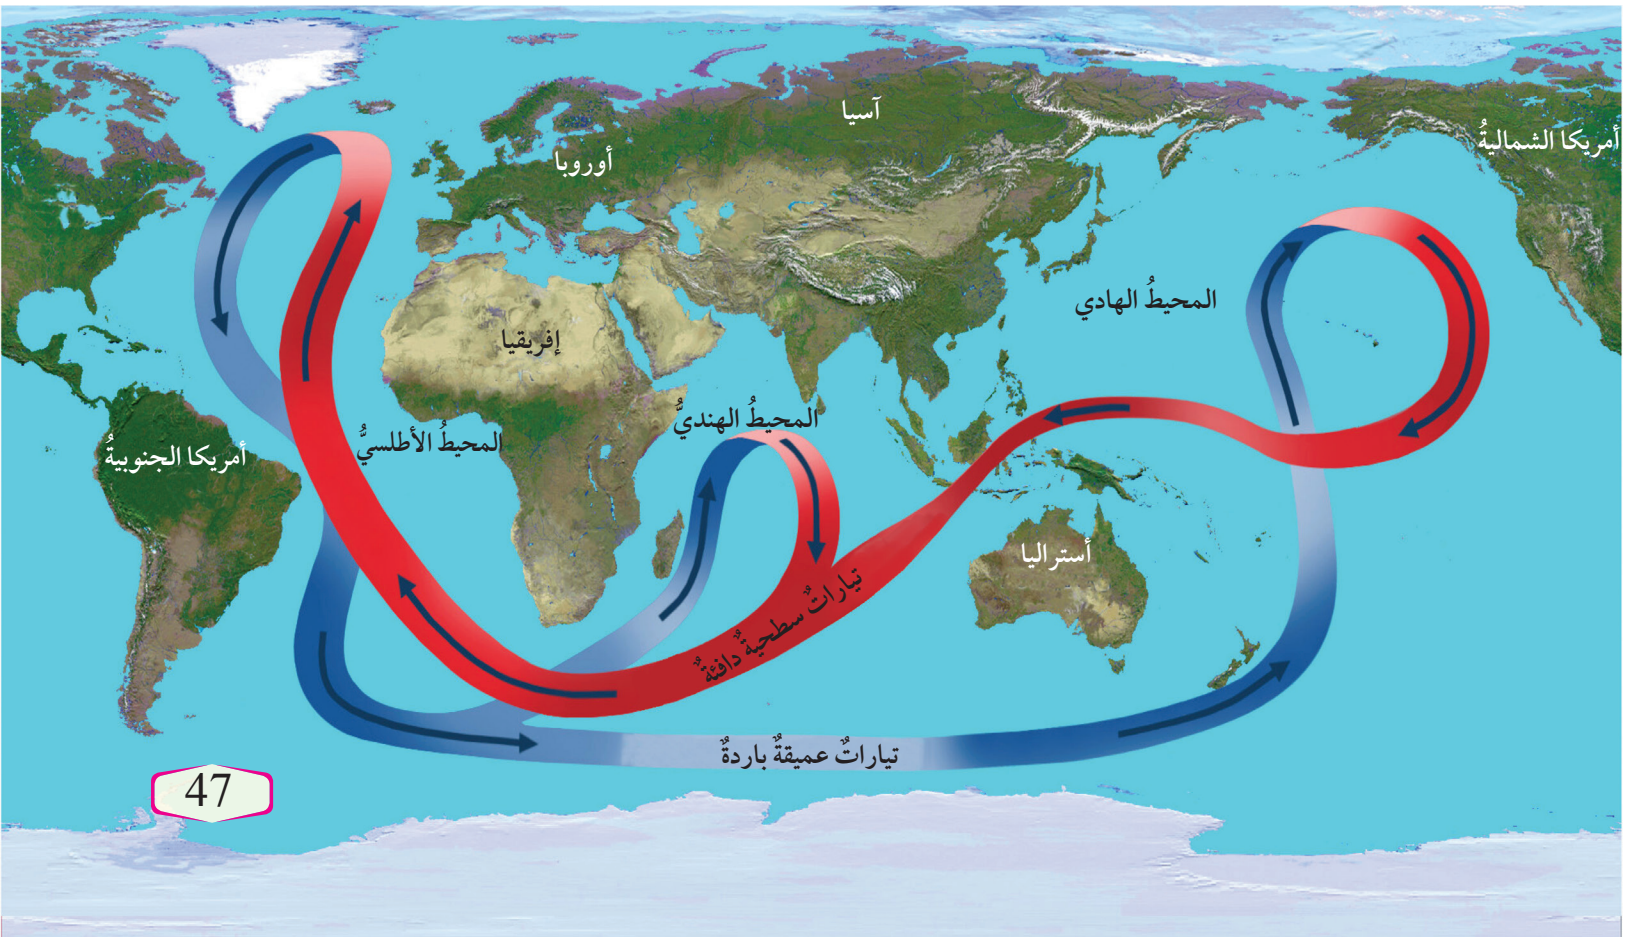 آسيا
أمريكا الشماليةُ
أوروبا
المحيطُ الهادي
إفريقيا
المحيطُ الهنديُّ
المحيطُ الأطلسيُّ
أمريكا الجنوبيةُ
أستراليا
تياراتٌ سطحيةٌ دافئةٌ
تياراتٌ عميقةٌ باردةٌ
47